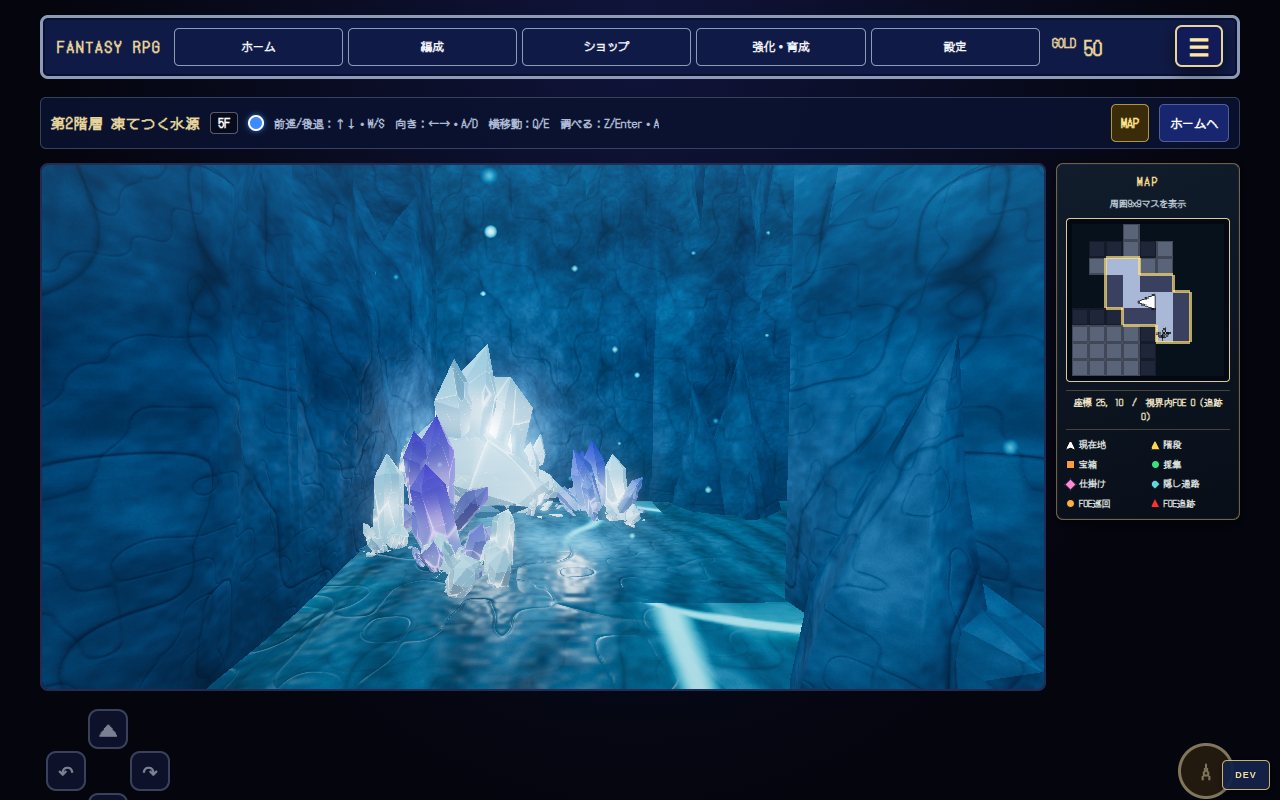 FANTASY RPG ホーム 編成 ショップ 強化・育成 設定 GOLD 50
第2階層 凍てつく水源 5F 前進/後退：↑↓・W/S 向き：←→・A/D 横移動：Q/E 調べる：Z/Enter・A MAP ホームへ
MAP
周囲9x9マスを表示
座標 25, 10 / 視界内FOE 0（追跡
0）
現在地 階段
宝箱 採集
仕掛け 隠し通路
FOE巡回 FOE追跡
A DEV